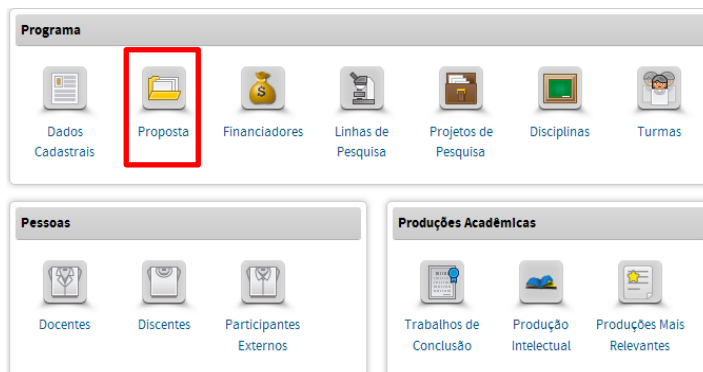 Programa
Dados Cadastrais
Proposta
Financiadores
Linhas de Pesquisa
Projetos de Pesquisa
Disciplinas
Turmas
Pessoas
Docentes
Discentes
Participantes Externos
Produções Acadêmicas
Trabalhos de Conclusão
Produção Intelectual
Produções Mais Relevantes